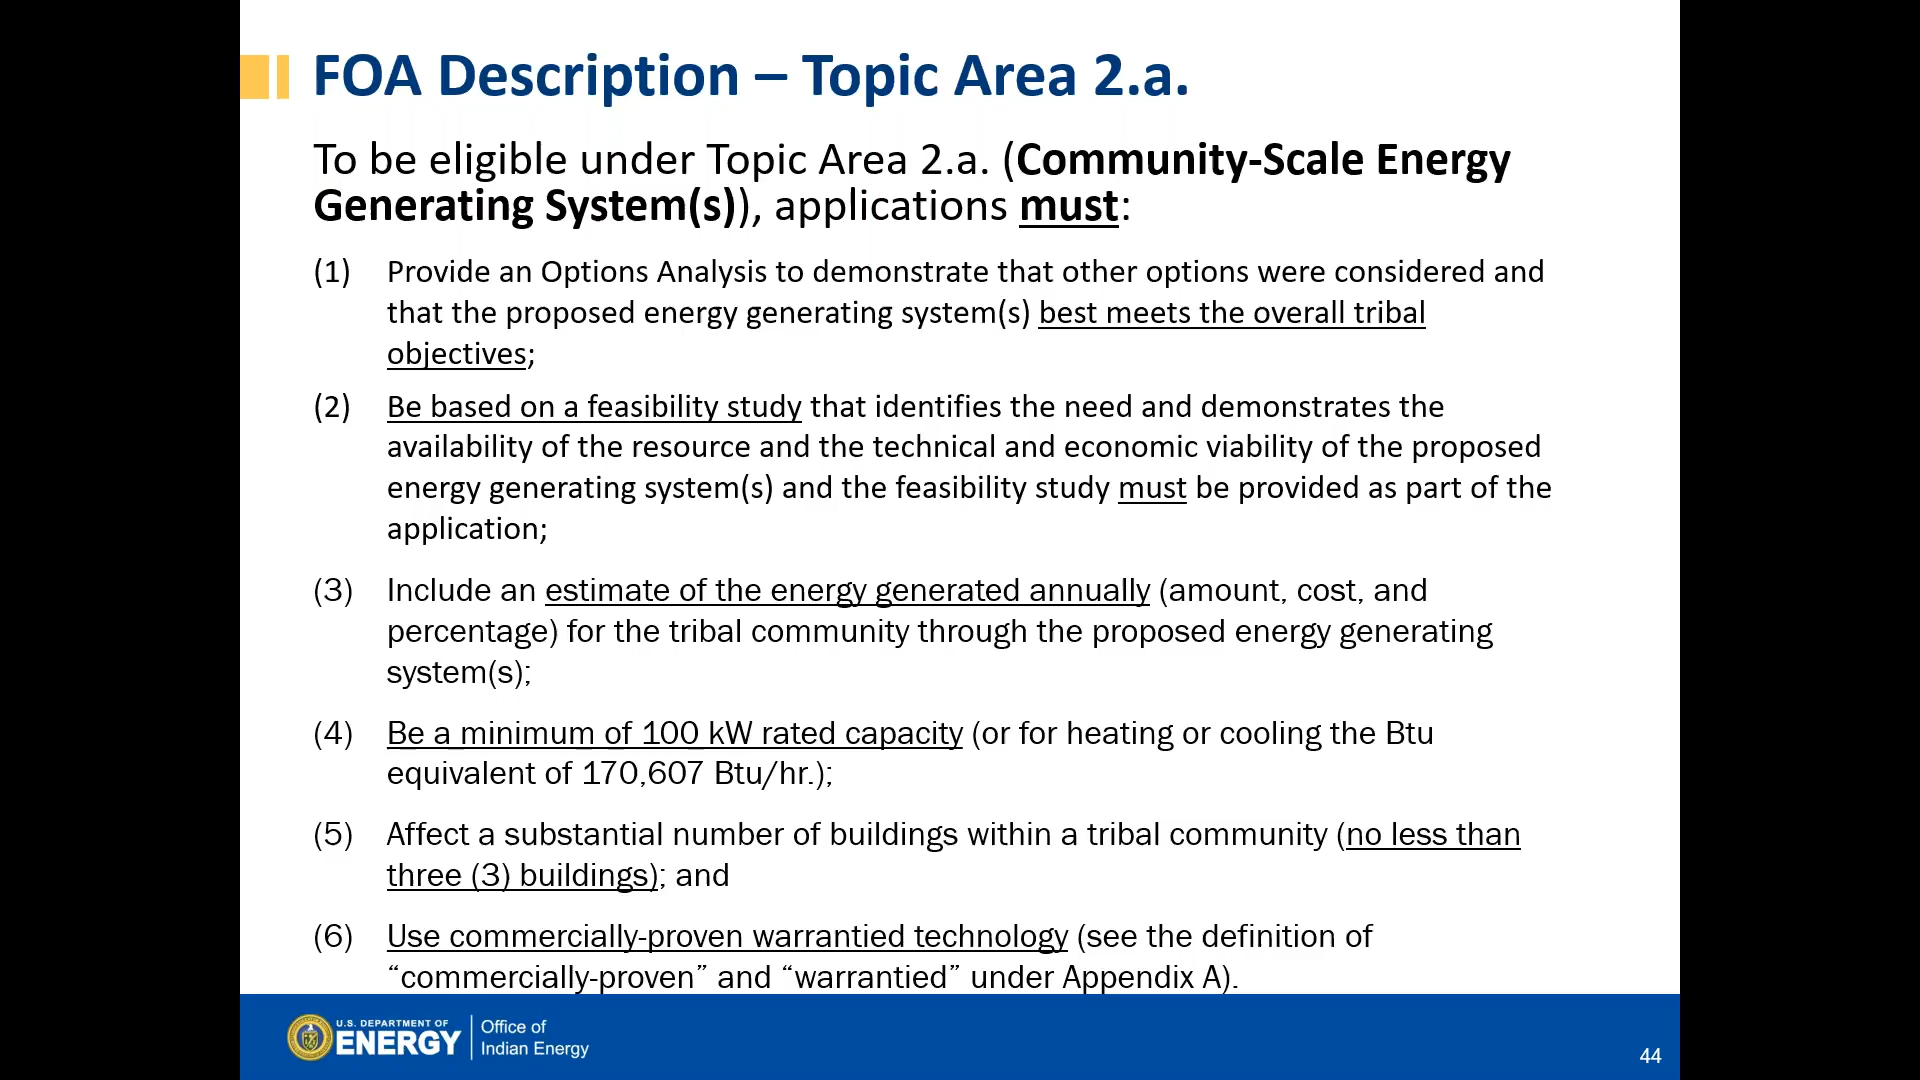 FOA Description – Topic Area 2.a.
To be eligible under Topic Area 2.a. (Community-Scale Energy
Generating System(s)), applications must:
(1) Provide an Options Analysis to demonstrate that other options were considered and
that the proposed energy generating system(s) best meets the overall tribal
objectives;
(2) Be based on a feasibility study that identifies the need and demonstrates the
availability of the resource and the technical and economic viability of the proposed
energy generating system(s) and the feasibility study must be provided as part of the
application;
(3) Include an estimate of the energy generated annually (amount, cost, and
percentage) for the tribal community through the proposed energy generating
system(s);
(4) Be a minimum of 100 kW rated capacity (or for heating or cooling the Btu
equivalent of 170,607 Btu/hr.);
(5) Affect a substantial number of buildings within a tribal community (no less than
three (3) buildings); and
(6) Use commercially-proven warrantied technology (see the definition of
“commercially-proven” and “warrantied” under Appendix A).
U.S. DEPARTMENT OF
ENERGY
Office of
Indian Energy
44